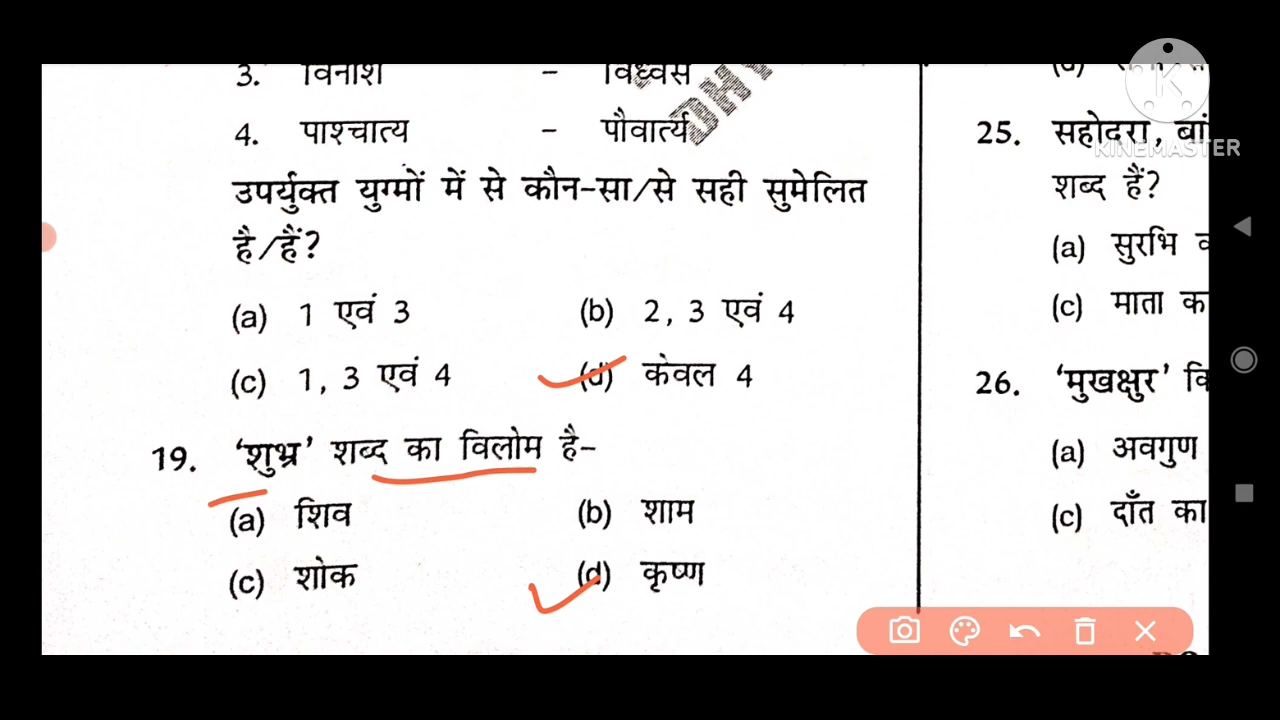 3. विनाश - विध्वंस
4. पाश्चात्य - पौवार्त्य
उपर्युक्त युग्मों में से कौन-सा/से सही सुमेलित
है/हैं?
(a) 1 एवं 3 (b) 2, 3 एवं 4
(c) 1, 3 एवं 4 (d) केवल 4
19. 'शुभ्र' शब्द का विलोम है-
(a) शिव (b) शाम
(c) शोक (d) कृष्ण
25. सहोदरा,
शब्द हैं?
(a) सुरभि
(c) माता
26. 'मुखक्षुर'
(a) अवगुण
(c) दाँत का
K
KINEMASTER